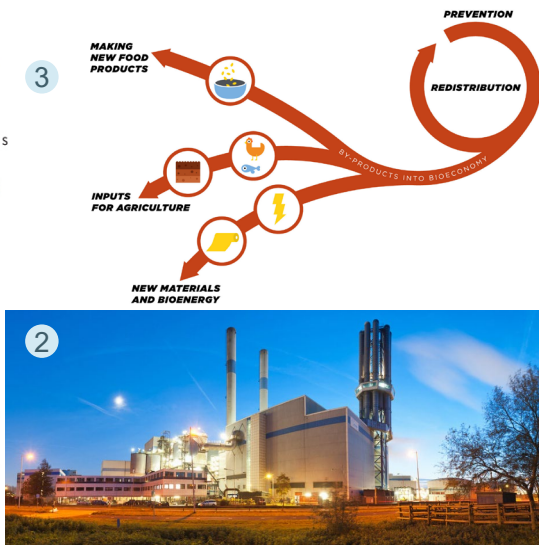 PREVENTION
3
MAKING
NEW FOOD
PRODUCTS
REDISTRIBUTION
s
BY-PRODUCTS INTO BIOECONOMY
INPUTS
FOR AGRICULTURE
NEW MATERIALS
AND BIOENERGY
2